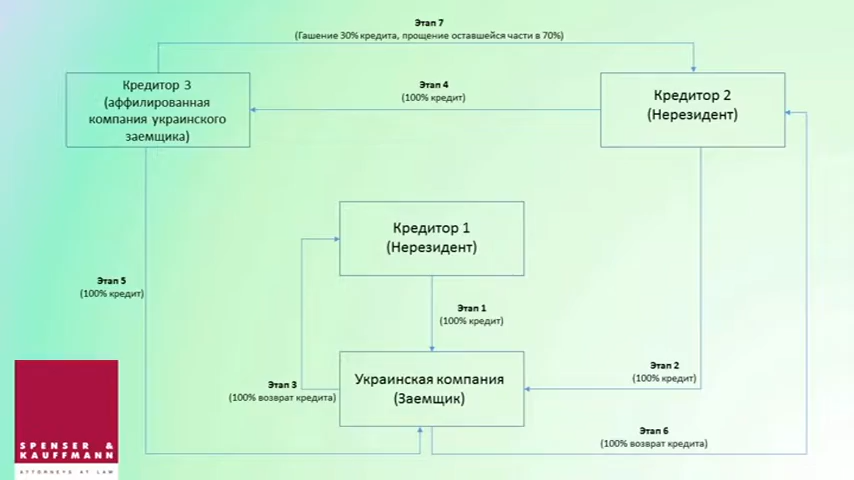 Этап 7
(Гашение 30% кредита, прощение оставшейся части в 70%)
Кредитор 3
(аффилированная
компания украинского
заемщика)
Этап 4
(100% кредит)
Кредитор 2
(Нерезидент)
Кредитор 1
(Нерезидент)
Этап 5
(100% кредит)
Этап 1
(100% кредит)
Этап 2
(100% кредит)
Этап 3
(100% возврат кредита)
Украинская компания
(Заемщик)
Этап 6
(100% возврат кредита)
SPENSER &
KAUFFMANN
ATTORNEYS AT LAW